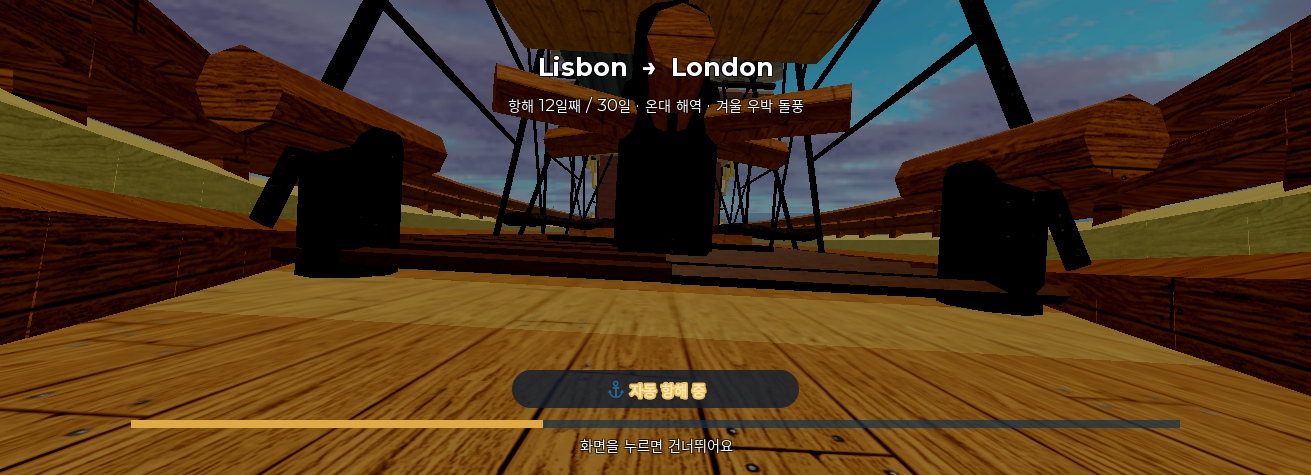 Lisbon → London
항해 12일째 / 30일 · 온대 해역 · 겨울 우박 돌풍
⚓ 자동 항해 중
화면을 누르면 건너뛰어요